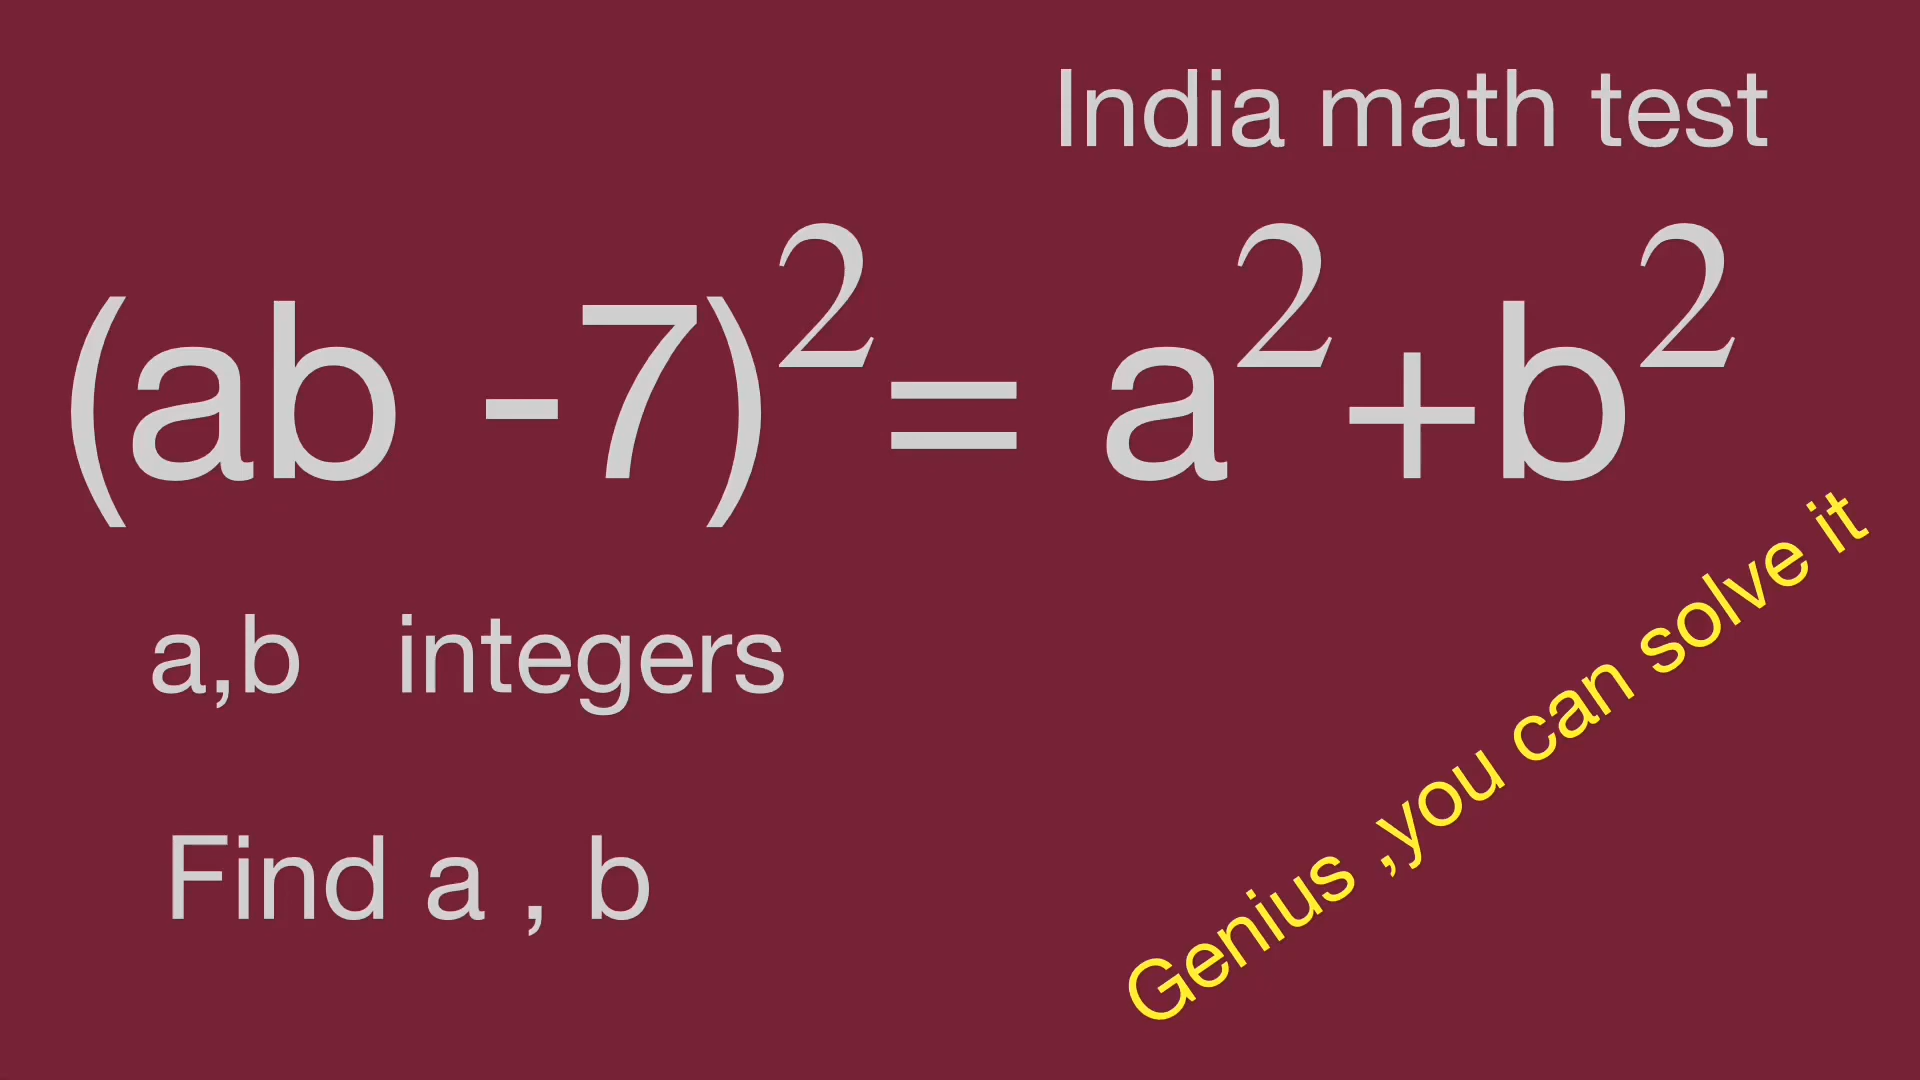 India math test
(ab -7)²= a²+b²
a,b integers
Genius ,you can solve it
Find a , b